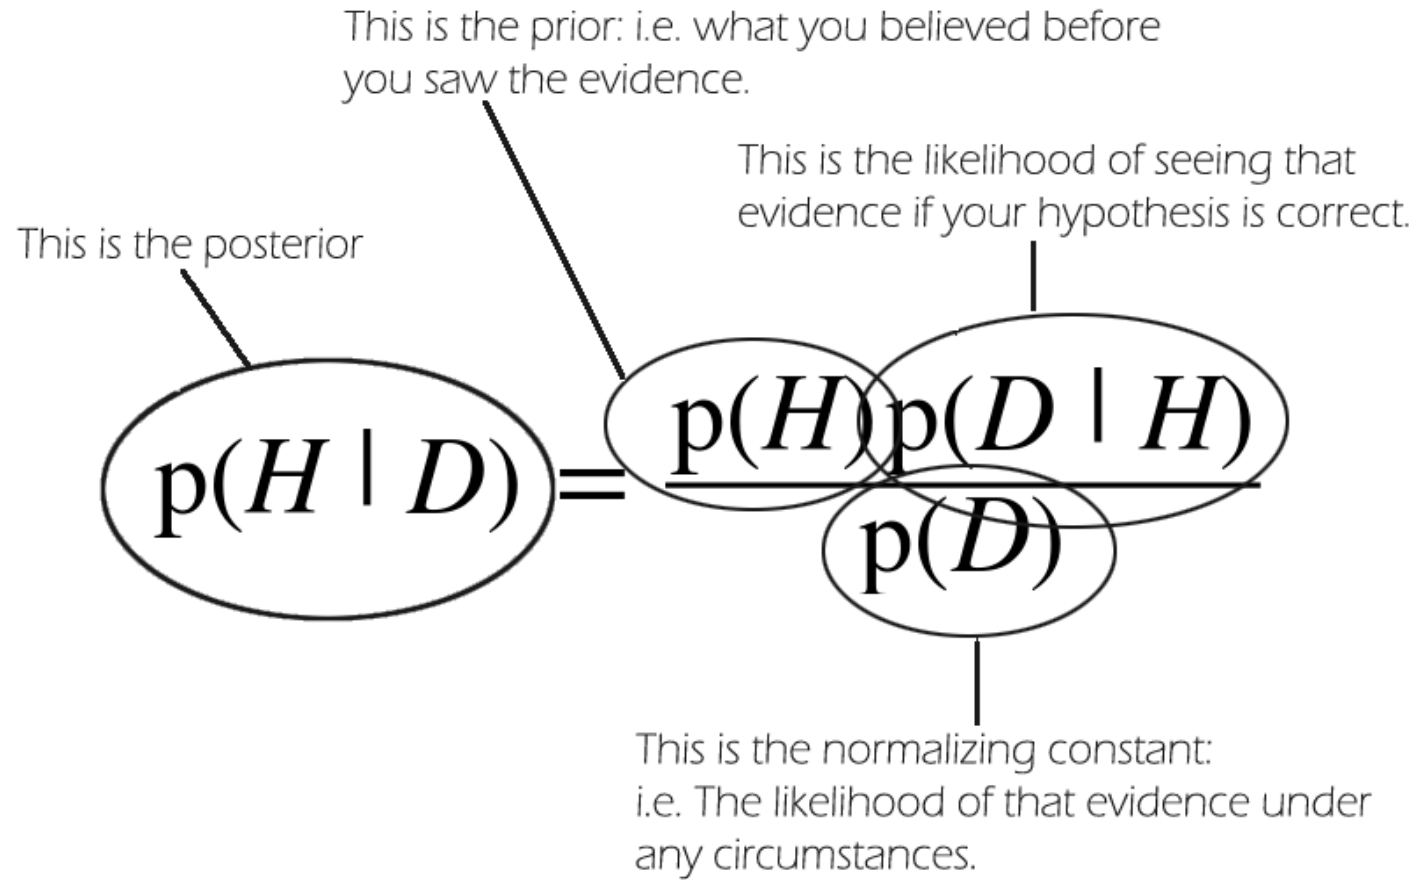 This is the prior: i.e. what you believed before
you saw the evidence.
This is the likelihood of seeing that
evidence if your hypothesis is correct.
This is the posterior
p(H | D) = p(H)p(D | H)
p(D)
This is the normalizing constant:
i.e. The likelihood of that evidence under
any circumstances.